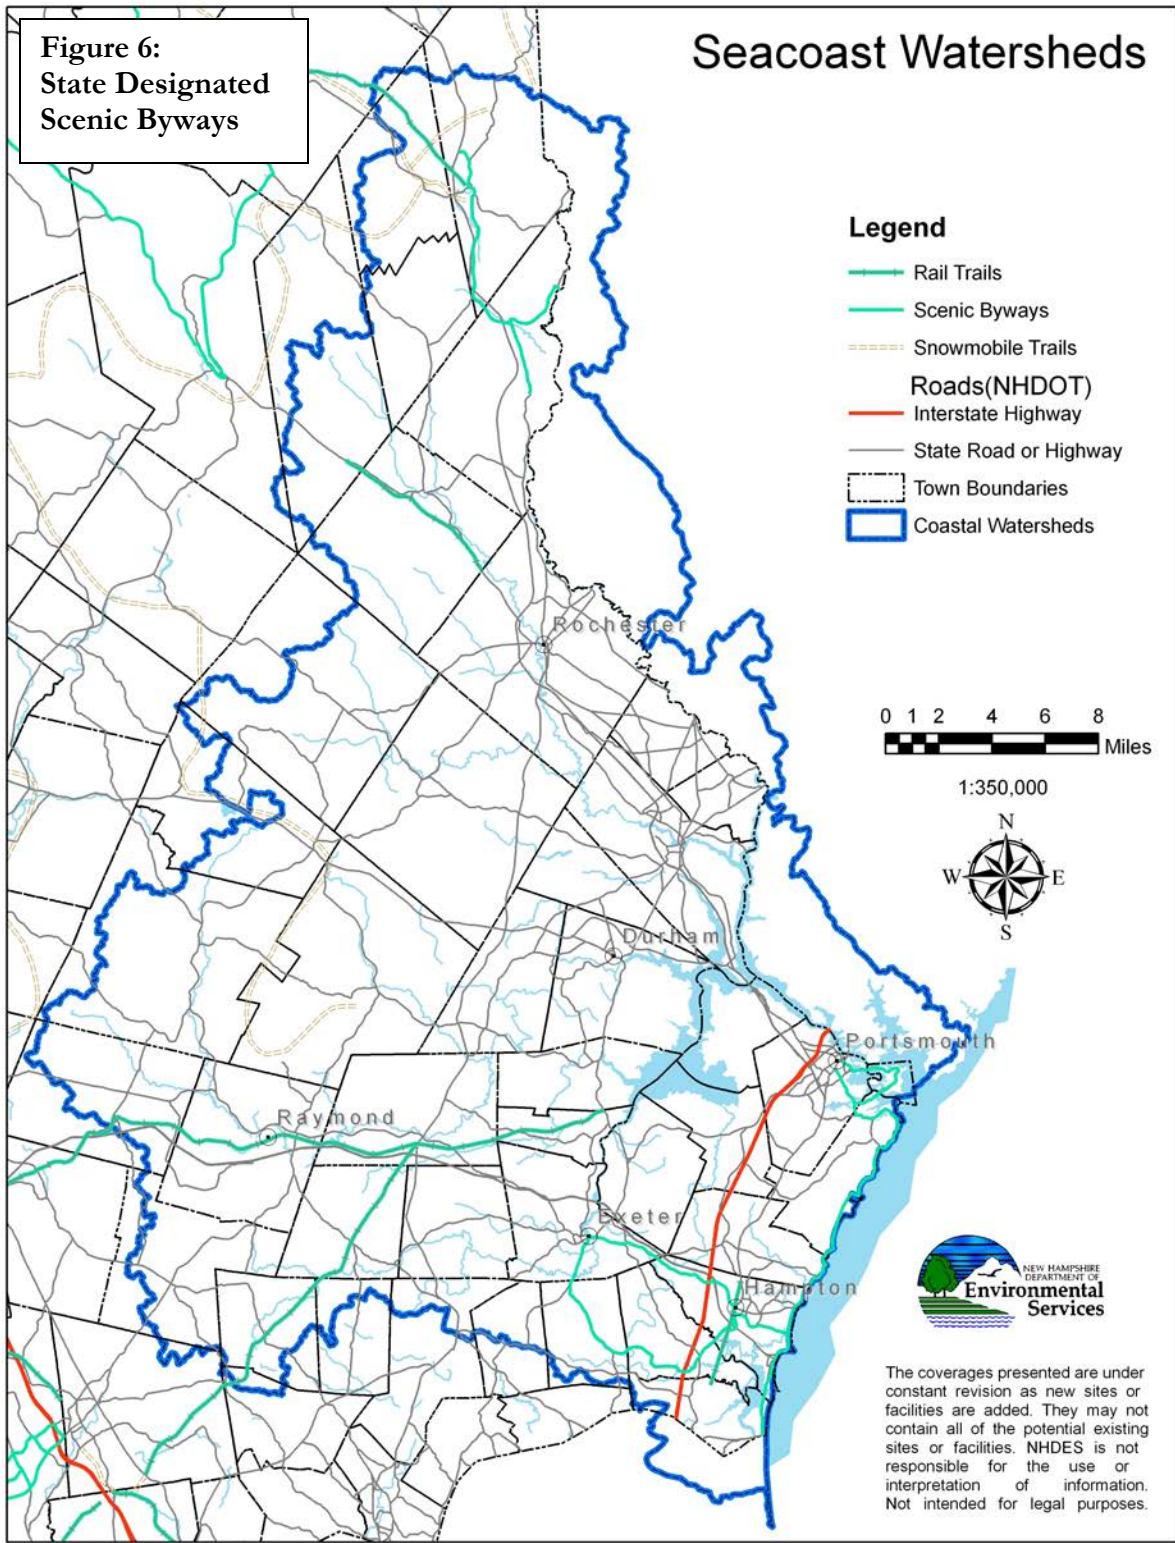 Figure 6:
State Designated
Scenic Byways
Seacoast Watersheds
Legend
Rail Trails
Scenic Byways
Snowmobile Trails
Roads(NHDOT)
Interstate Highway
State Road or Highway
Town Boundaries
Coastal Watersheds
Rochester
0 1 2 4 6 8
Miles
1:350,000
N
W E
S
Durham
Portsmouth
Raymond
Exeter
Hampton
NEW HAMPSHIRE
DEPARTMENT OF
Environmental
Services
The coverages presented are under
constant revision as new sites or
facilities are added. They may not
contain all of the potential existing
sites or facilities. NHDES is not
responsible for the use or
interpretation of information.
Not intended for legal purposes.